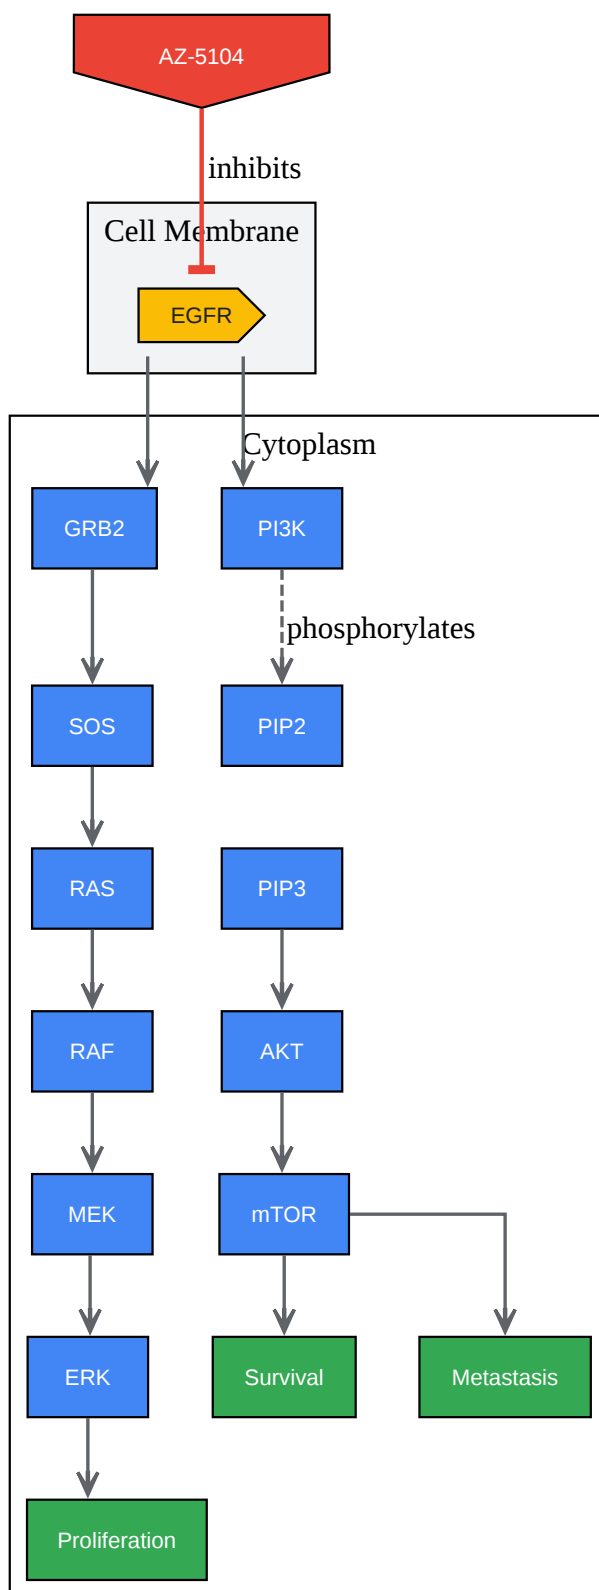 AZ-5104
inhibits
Cell Membrane
EGFR
Cytoplasm
GRB2
PI3K
phosphorylates
SOS
PIP2
RAS
PIP3
RAF
AKT
MEK
mTOR
ERK
Survival
Metastasis
Proliferation